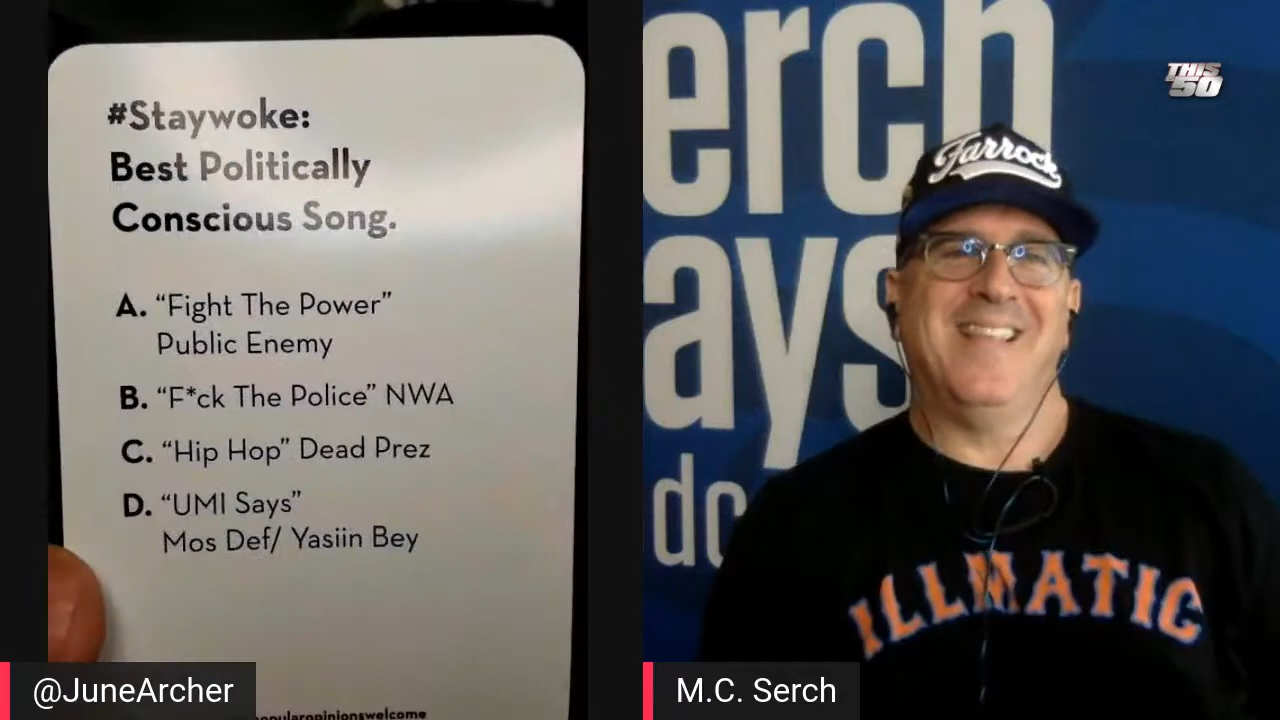 #Staywoke:
Best Politically
Conscious Song.
A. “Fight The Power”
Public Enemy
B. “F*ck The Police” NWA
C. “Hip Hop” Dead Prez
D. “UMI Says”
Mos Def/ Yasiin Bey
popularopinionswelcome
@JuneArcher
erch
ays
dc
THIS
50
Farrock
ILLMATIC
M.C. Serch